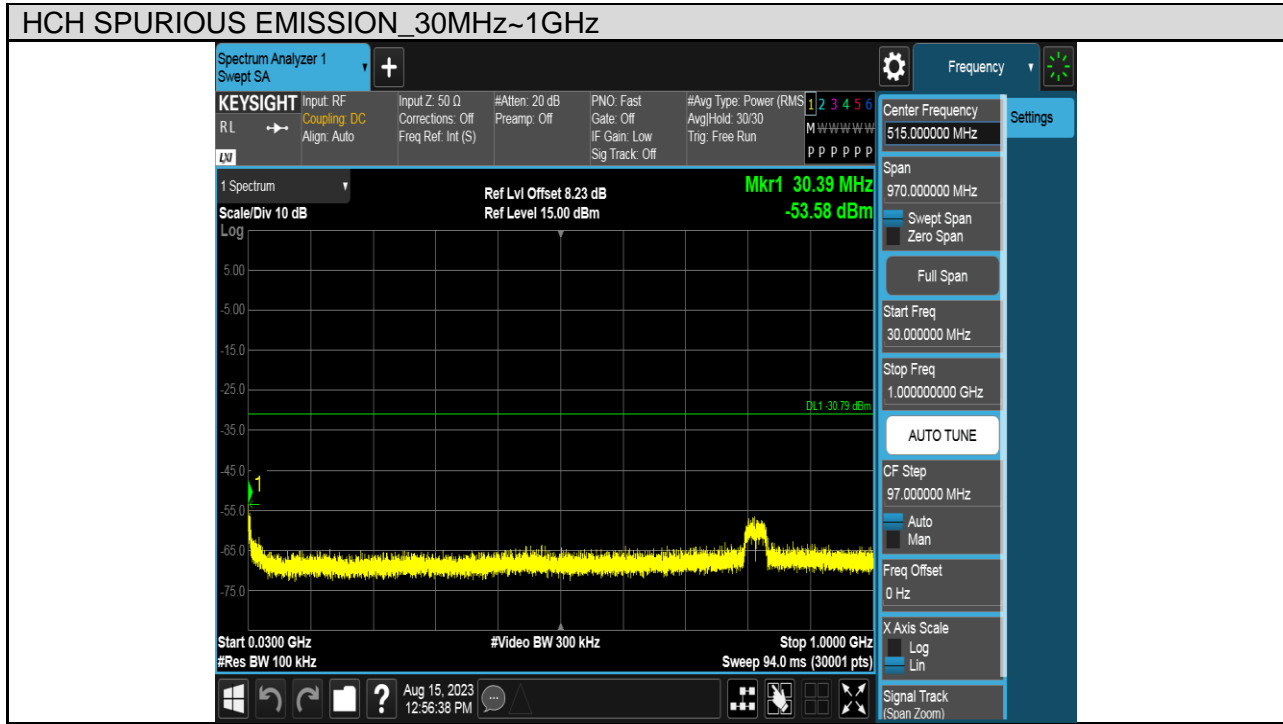 HCH SPURIOUS EMISSION_30MHz~1GHz
Spectrum Analyzer 1
Swept SA
+
Frequency
KEYSIGHT
RL
LXI
Input: RF
Coupling: DC
Align: Auto
Input Z: 50 Ω
Corrections: Off
Freq Ref: Int (S)
#Atten: 20 dB
Preamp: Off
PNO: Fast
Gate: Off
IF Gain: Low
Sig Track: Off
#Avg Type: Power (RMS
Avg|Hold: 30/30
Trig: Free Run
1 2 3 4 5 6
M W W W W W
P P P P P P
1 Spectrum
Scale/Div 10 dB
Log
Ref Lvl Offset 8.23 dB
Ref Level 15.00 dBm
Mkr1 30.39 MHz
-53.58 dBm
5.00
-5.00
-15.0
-25.0
DL1 -30.79 dBm
-35.0
-45.0
1
-55.0
-65.0
-75.0
Start 0.0300 GHz
#Res BW 100 kHz
#Video BW 300 kHz
Stop 1.0000 GHz
Sweep 94.0 ms (30001 pts)
?
Aug 15, 2023
12:56:38 PM
Center Frequency
515.000000 MHz
Settings
Span
970.000000 MHz
Swept Span
Zero Span
Full Span
Start Freq
30.000000 MHz
Stop Freq
1.000000000 GHz
AUTO TUNE
CF Step
97.000000 MHz
Auto
Man
Freq Offset
0 Hz
X Axis Scale
Log
Lin
Signal Track
(Span Zoom)